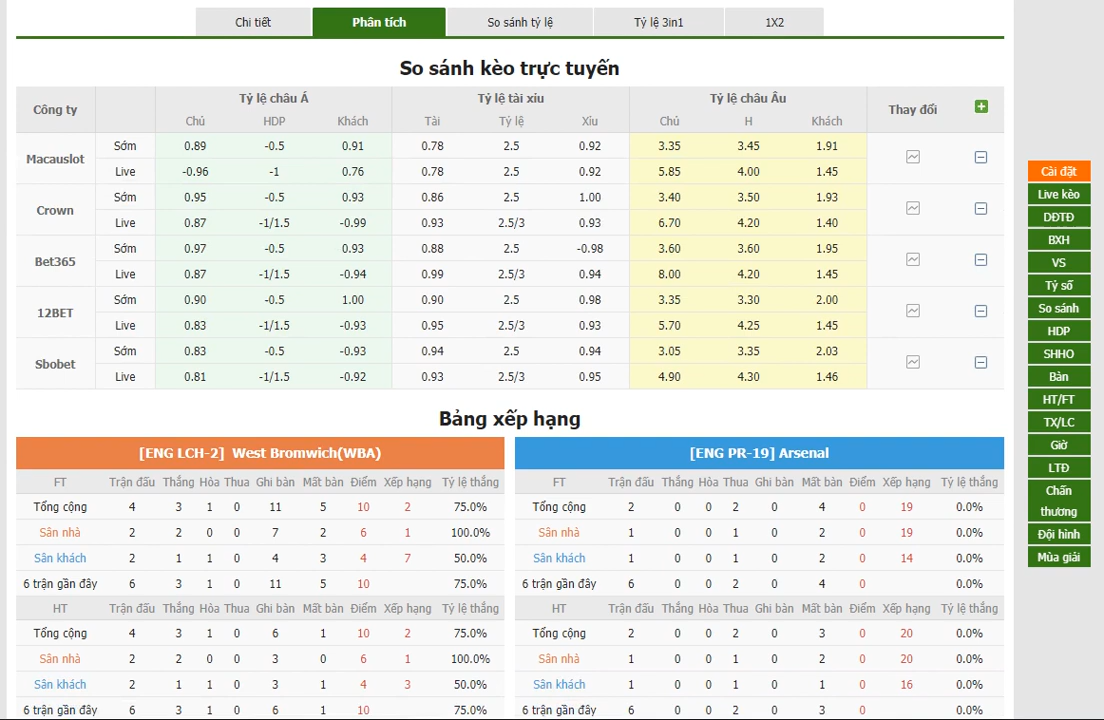 Chi tiết Phân tích So sánh tỷ lệ Tỷ lệ 3in1 1X2
So sánh kèo trực tuyến
Công ty Tỷ lệ châu Á Tỷ lệ tài xỉu Tỷ lệ châu Âu Thay đổi
Chủ HDP Khách Tài Tỷ lệ Xỉu Chủ H Khách
Macauslot
Sớm 0.89 -0.5 0.91 0.78 2.5 0.92 3.35 3.45 1.91
Live -0.96 -1 0.76 0.78 2.5 0.92 5.85 4.00 1.45
Crown
Sớm 0.95 -0.5 0.93 0.86 2.5 1.00 3.40 3.50 1.93
Live 0.87 -1/1.5 -0.99 0.93 2.5/3 0.93 6.70 4.20 1.40
Bet365
Sớm 0.97 -0.5 0.93 0.88 2.5 -0.98 3.60 3.60 1.95
Live 0.87 -1/1.5 -0.94 0.99 2.5/3 0.94 8.00 4.20 1.45
12BET
Sớm 0.90 -0.5 1.00 0.90 2.5 0.98 3.35 3.30 2.00
Live 0.83 -1/1.5 -0.93 0.95 2.5/3 0.93 5.70 4.25 1.45
Sbobet
Sớm 0.83 -0.5 -0.93 0.94 2.5 0.94 3.05 3.35 2.03
Live 0.81 -1/1.5 -0.92 0.93 2.5/3 0.95 4.90 4.30 1.46
Bảng xếp hạng
[ENG LCH-2] West Bromwich(WBA)
FT Trận đấu Thắng Hòa Thua Ghi bàn Mất bàn Điểm Xếp hạng Tỷ lệ thắng
Tổng cộng 4 3 1 0 11 5 10 2 75.0%
Sân nhà 2 2 0 0 7 2 6 1 100.0%
Sân khách 2 1 1 0 4 3 4 7 50.0%
6 trận gần đây 6 3 1 0 11 5 10 75.0%
HT Trận đấu Thắng Hòa Thua Ghi bàn Mất bàn Điểm Xếp hạng Tỷ lệ thắng
Tổng cộng 4 3 1 0 6 1 10 2 75.0%
Sân nhà 2 2 0 0 3 0 6 1 100.0%
Sân khách 2 1 1 0 3 1 4 3 50.0%
6 trận gần đây 6 3 1 0 6 1 10 75.0%
[ENG PR-19] Arsenal
FT Trận đấu Thắng Hòa Thua Ghi bàn Mất bàn Điểm Xếp hạng Tỷ lệ thắng
Tổng cộng 2 0 0 2 0 4 0 19 0.0%
Sân nhà 1 0 0 1 0 2 0 19 0.0%
Sân khách 1 0 0 1 0 2 0 14 0.0%
6 trận gần đây 6 0 0 2 0 4 0 0.0%
HT Trận đấu Thắng Hòa Thua Ghi bàn Mất bàn Điểm Xếp hạng Tỷ lệ thắng
Tổng cộng 2 0 0 2 0 3 0 20 0.0%
Sân nhà 1 0 0 1 0 2 0 20 0.0%
Sân khách 1 0 0 1 0 1 0 16 0.0%
6 trận gần đây 6 0 0 2 0 3 0 0.0%
Cài đặt
Live kèo
DĐTĐ
BXH
VS
Tỷ số
So sánh
HDP
SHHO
Bàn
HT/FT
TX/LC
Giờ
LTĐ
Chấn
thương
Đội hình
Mùa giải